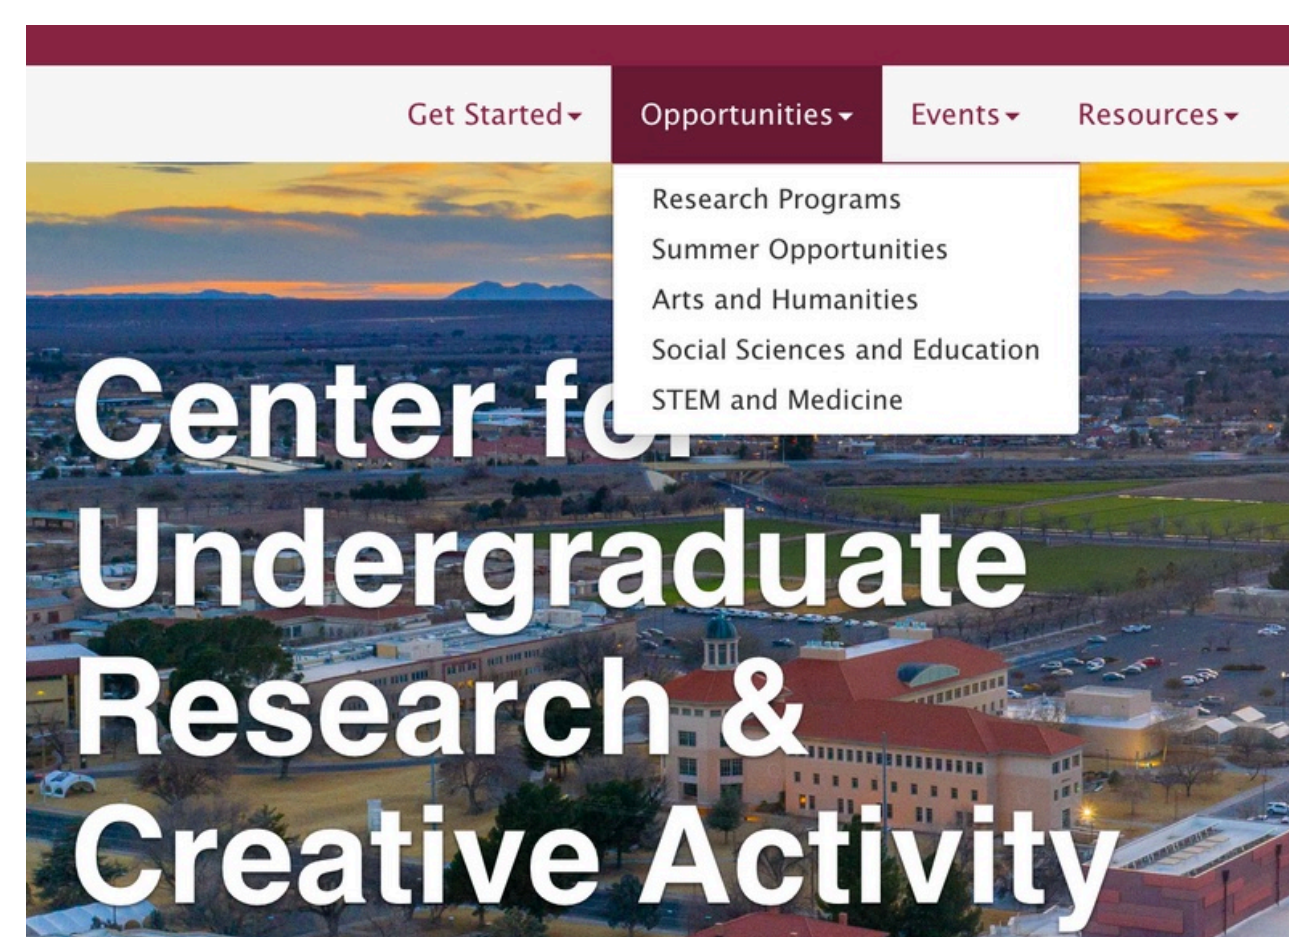 Get Started
Opportunities
Events
Resources
Research Programs
Summer Opportunities
Arts and Humanities
Social Sciences and Education
STEM and Medicine
Center for
Undergraduate
Research &
Creative Activity